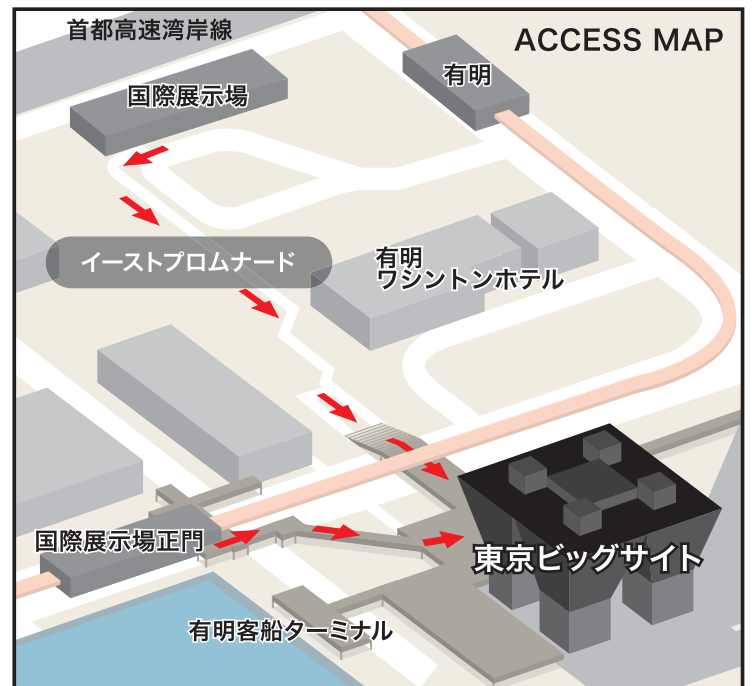 首都高速湾岸線
ACCESS MAP
有明
国際展示場
イーストプロムナード
有明
ワシントンホテル
国際展示場正門
東京ビッグサイト
有明客船ターミナル